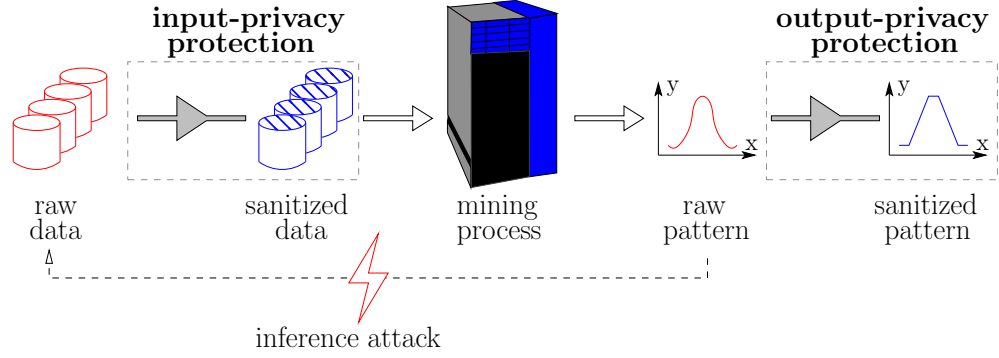 input-privacy
protection
output-privacy
protection
y
x
y
x
raw
data
sanitized
data
mining
process
raw
pattern
sanitized
pattern
inference attack